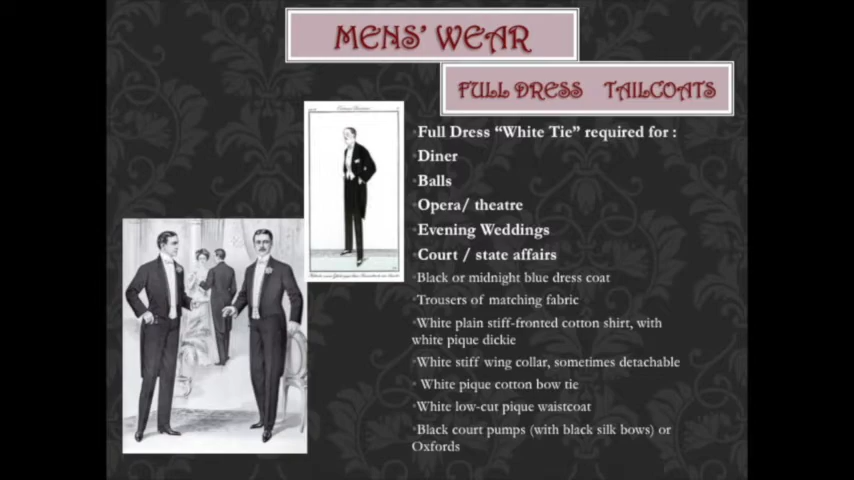 MENS' WEAR
FULL DRESS TAILCOATS
Full Dress “White Tie” required for :
Diner
Balls
Opera/ theatre
Evening Weddings
Court / state affairs
Black or midnight blue dress coat
Trousers of matching fabric
White plain stiff-fronted cotton shirt, with
white pique dickie
White stiff wing collar, sometimes detachable
White pique cotton bow tie
White low-cut pique waistcoat
Black court pumps (with black silk bows) or
Oxfords